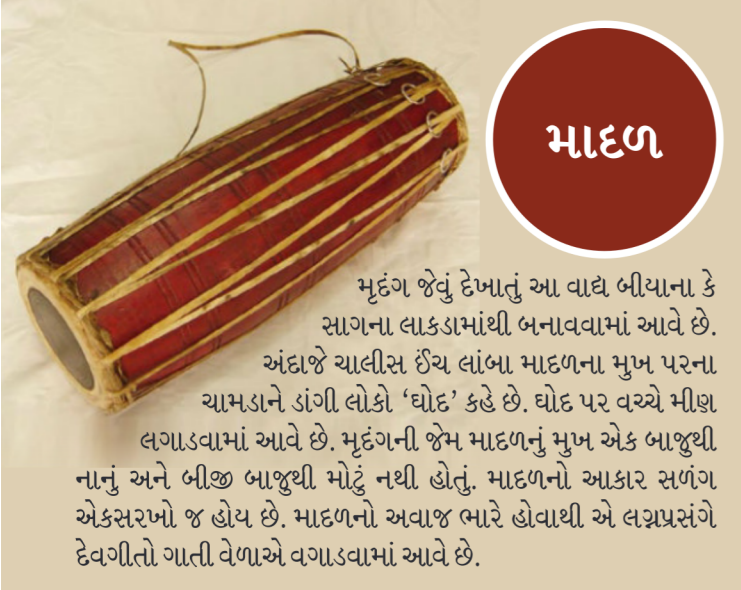 માદળ
મૃદંગ જેવું દેખાતું આ વાદ્ય બીયાના કે
સાગના લાકડામાંથી બનાવવામાં આવે છે.
અંદાજે ચાલીસ ઈંચ લાંબા માદળના મુખ પરના
ચામડાને ડાંગી લોકો ‘ઘોદ’ કહે છે. ઘોદ પર વચ્ચે મીણ
લગાડવામાં આવે છે. મૃદંગની જેમ માદળનું મુખ એક બાજુથી
નાનું અને બીજી બાજુથી મોટું નથી હોતું. માદળનો આકાર સળંગ
એકસરખો જ હોય છે. માદળનો અવાજ ભારે હોવાથી એ લગ્નપ્રસંગે
દેવગીતો ગાતી વેળાએ વગાડવામાં આવે છે.